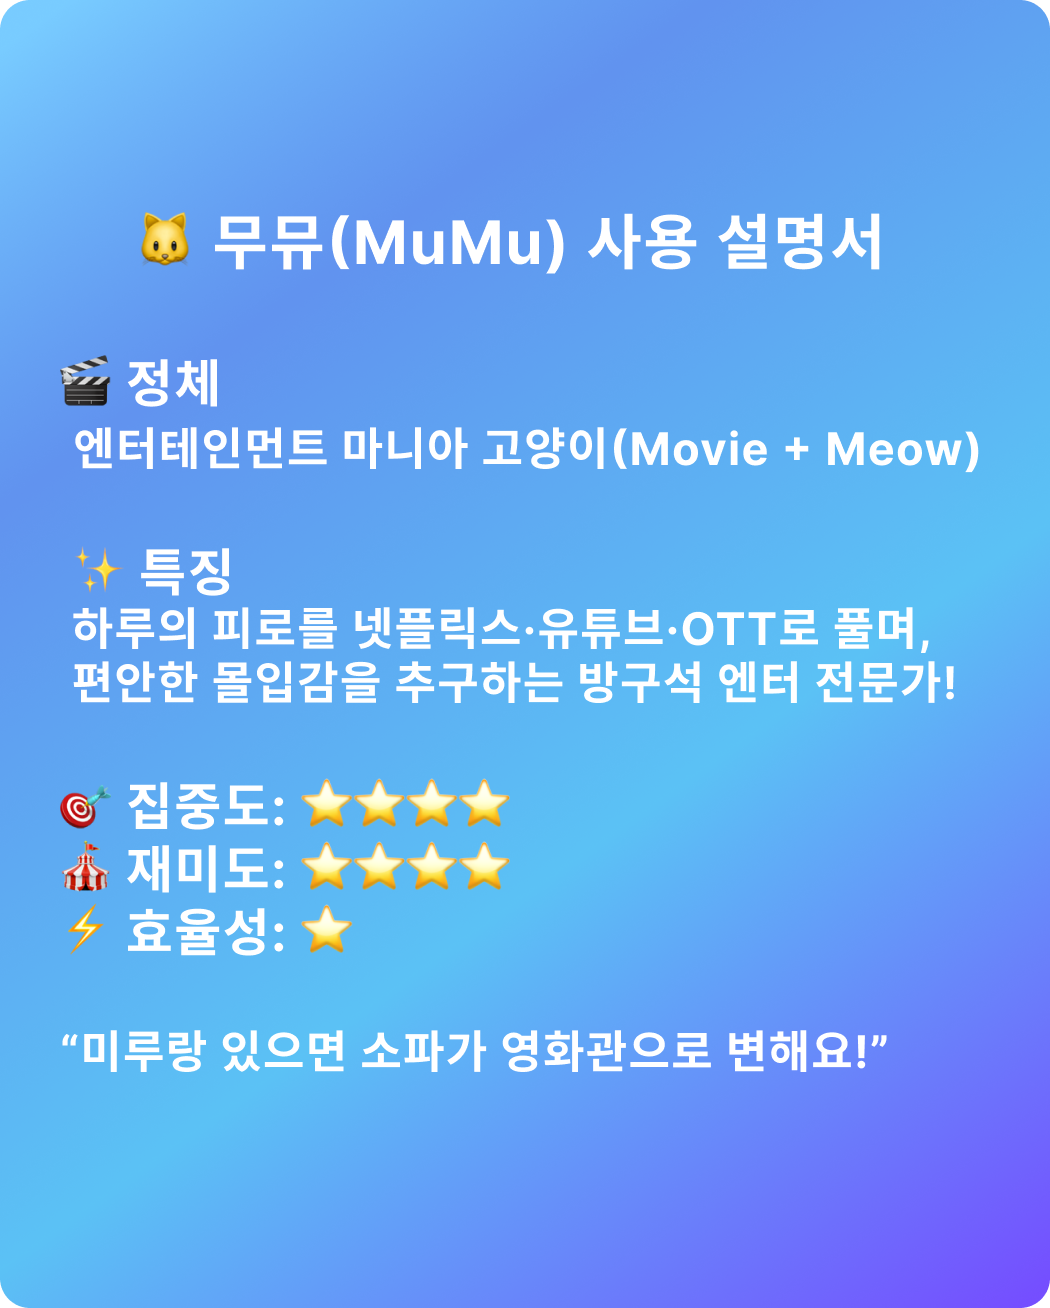 🐱 무뮤(MuMu) 사용 설명서
🎬 정체
엔터테인먼트 마니아 고양이(Movie + Meow)
✨ 특징
하루의 피로를 넷플릭스·유튜브·OTT로 풀며,
편안한 몰입감을 추구하는 방구석 엔터 전문가!
🎯 집중도: ⭐⭐⭐⭐
🎪 재미도: ⭐⭐⭐⭐
⚡ 효율성: ⭐
“미루랑 있으면 소파가 영화관으로 변해요!”